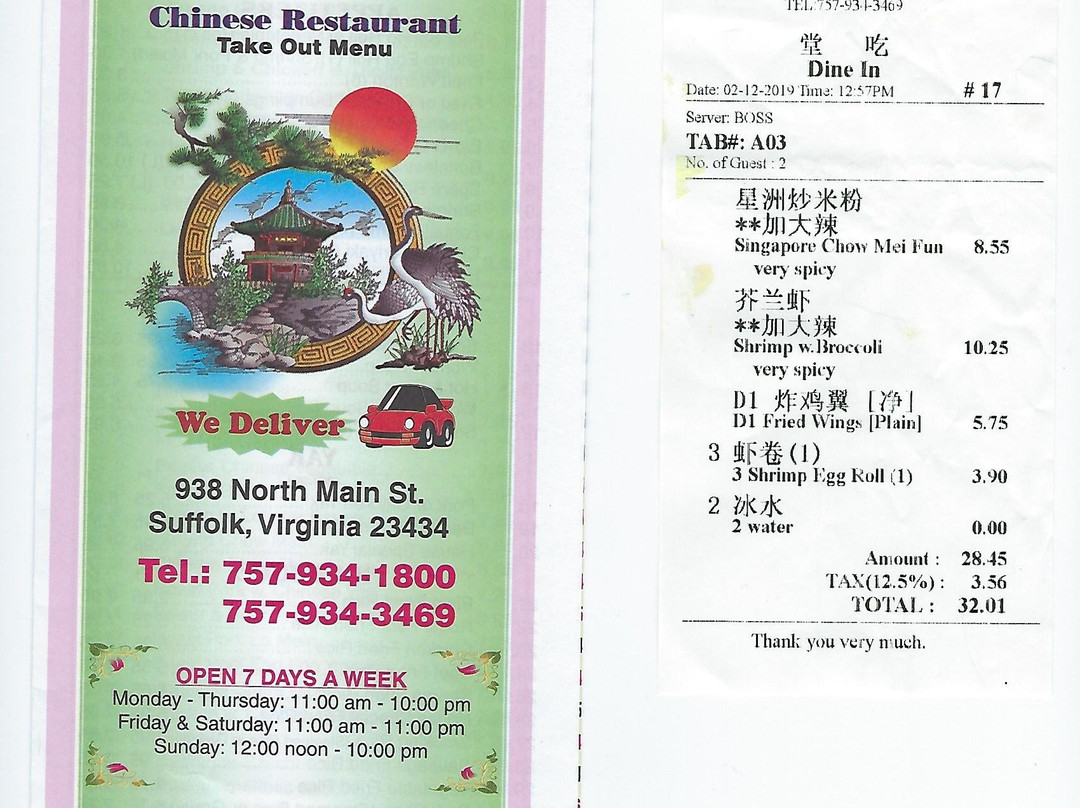 Chinese Restaurant
Take Out Menu
We Deliver
938 North Main St.
Suffolk, Virginia 23434
Tel.: 757-934-1800
757-934-3469
OPEN 7 DAYS A WEEK
Monday - Thursday: 11:00 am - 10:00 pm
Friday & Saturday: 11:00 am - 11:00 pm
Sunday: 12:00 noon - 10:00 pm
TEL:757-934-3469
堂 吃
Dine In
Date: 02-12-2019 Time: 12:57PM # 17
Server: BOSS
TAB#: A03
No. of Guest : 2
星洲炒米粉
**加大辣
Singapore Chow Mei Fun 8.55
very spicy
芥兰虾
**加大辣
Shrimp w.Broccoli 10.25
very spicy
D1 炸鸡翼 [净]
D1 Fried Wings [Plain] 5.75
3 虾卷(1)
3 Shrimp Egg Roll (1) 3.90
2 冰水
2 water 0.00
Amount : 28.45
TAX(12.5%) : 3.56
TOTAL : 32.01
Thank you very much.